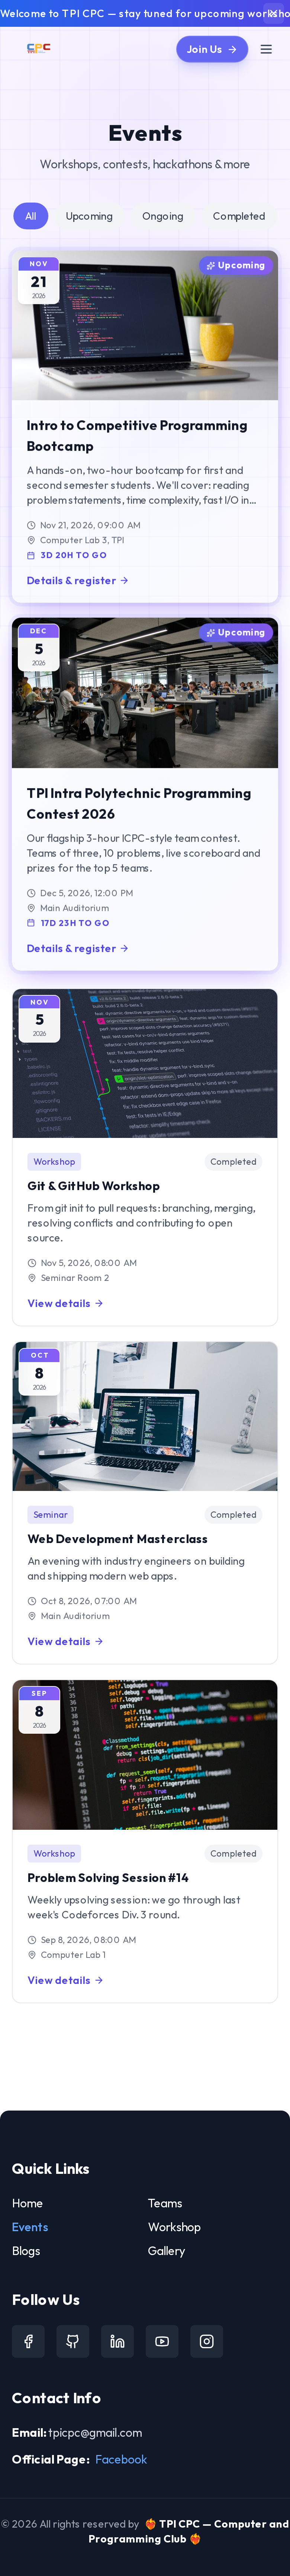 Welcome to TPI CPC — stay tuned for upcoming worksho
CPC
Join Us
Events
Workshops, contests, hackathons & more
All
Upcoming
Ongoing
Completed
NOV
21
2026
Upcoming
Intro to Competitive Programming
Bootcamp
A hands-on, two-hour bootcamp for first and
second semester students. We'll cover: reading
problem statements, time complexity, fast I/O in...
Nov 21, 2026, 09:00 AM
Computer Lab 3, TPI
3D 20H TO GO
Details & register
DEC
5
2026
Upcoming
TPI Intra Polytechnic Programming
Contest 2026
Our flagship 3-hour ICPC-style team contest.
Teams of three, 10 problems, live scoreboard and
prizes for the top 5 teams.
Dec 5, 2026, 12:00 PM
Main Auditorium
17D 23H TO GO
Details & register
NOV
5
2026
Workshop
Completed
Git & GitHub Workshop
From git init to pull requests: branching, merging,
resolving conflicts and contributing to open
source.
Nov 5, 2026, 08:00 AM
Seminar Room 2
View details
OCT
8
2026
Seminar
Completed
Web Development Masterclass
An evening with industry engineers on building
and shipping modern web apps.
Oct 8, 2026, 07:00 AM
Main Auditorium
View details
SEP
8
2026
Workshop
Completed
Problem Solving Session #14
Weekly upsolving session: we go through last
week's Codeforces Div. 3 round.
Sep 8, 2026, 08:00 AM
Computer Lab 1
View details
Quick Links
Home
Teams
Events
Workshop
Blogs
Gallery
Follow Us
Contact Info
Email: tpicpc@gmail.com
Official Page: Facebook
© 2026 All rights reserved by TPI CPC — Computer and
Programming Club